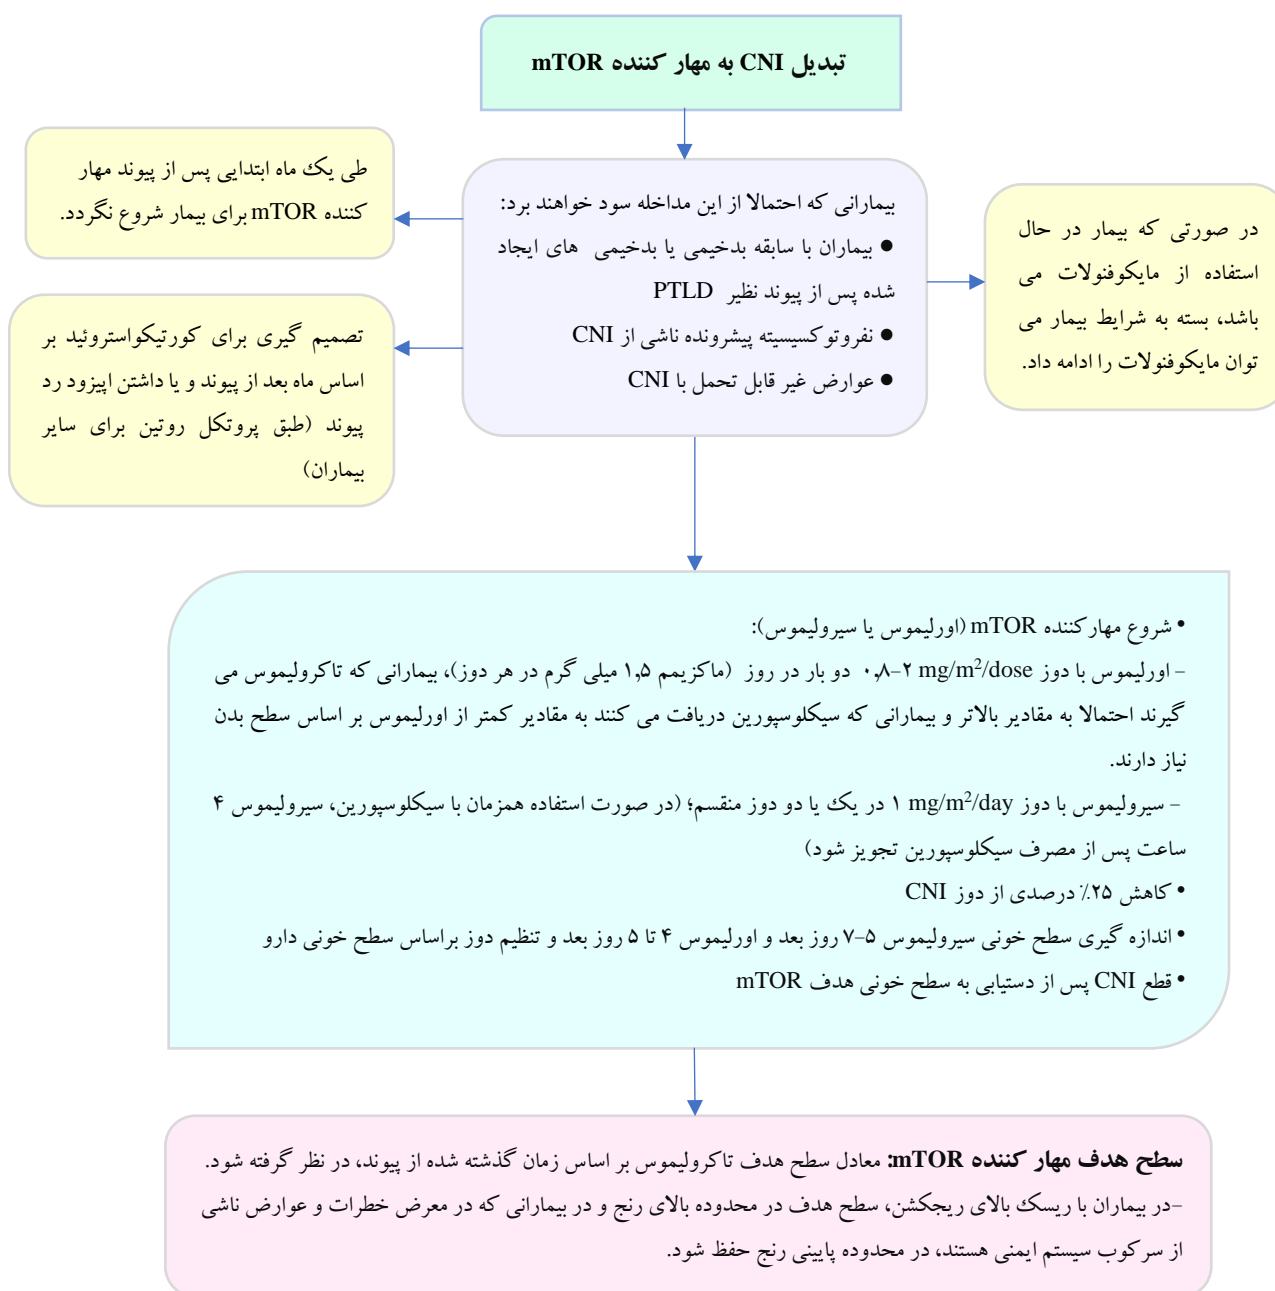 تبدیل CNI به مهار کننده mTOR
طی یک ماه ابتدایی پس از پیوند مهار
کننده mTOR برای بیمار شروع نگردد.
بیمارانی که احتمالا از این مداخله سود خواهند برد:
● بیماران با سابقه بدخیمی یا بدخیمی های ایجاد
شده پس از پیوند نظیر PTLD
● نفروتوکسیسیته پیشرونده ناشی از CNI
● عوارض غیر قابل تحمل با CNI
در صورتی که بیمار در حال
استفاده از مایکوفنولات می
باشد، بسته به شرایط بیمار می
توان مایکوفنولات را ادامه داد.
تصمیم گیری برای کورتیکواستروئید بر
اساس ماه بعد از پیوند و یا داشتن اپیزود رد
پیوند (طبق پروتکل روتین برای سایر
بیماران)
• شروع مهارکننده mTOR (اورلیموس یا سیرولیموس):
- اورلیموس با دوز ۰٫۸-۲ mg/m²/dose دو بار در روز (ماکزیمم ۱٫۵ میلی گرم در هر دوز)، بیمارانی که تاکرولیموس می
گیرند احتمالا به مقادیر بالاتر و بیمارانی که سیکلوسپورین دریافت می کنند به مقادیر کمتر از اورلیموس بر اساس سطح بدن
نیاز دارند.
- سیرولیموس با دوز ۱ mg/m²/day در یک یا دو دوز منقسم؛ (در صورت استفاده همزمان با سیکلوسپورین، سیرولیموس ۴
ساعت پس از مصرف سیکلوسپورین تجویز شود)
• کاهش ۲۵٪ درصدی از دوز CNI
• اندازه گیری سطح خونی سیرولیموس ۵-۷ روز بعد و اورلیموس ۴ تا ۵ روز بعد و تنظیم دوز براساس سطح خونی دارو
• قطع CNI پس از دستیابی به سطح خونی هدف mTOR
سطح هدف مهار کننده mTOR: معادل سطح هدف تاکرولیموس بر اساس زمان گذشته شده از پیوند، در نظر گرفته شود.
-در بیماران با ریسک بالای ریجکشن، سطح هدف در محدوده بالای رنج و در بیمارانی که در معرض خطرات و عوارض ناشی
از سرکوب سیستم ایمنی هستند، در محدوده پایینی رنج حفظ شود.